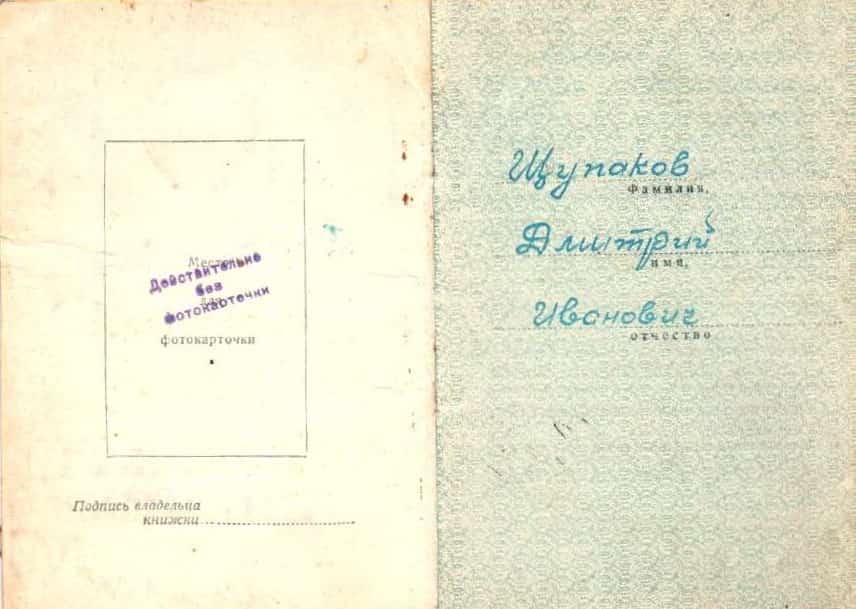 Место
для
фотокарточки
Действительно
без
фотокарточки
Подпись владельца
книжки
Щупаков
Фамилия,
Дмитрий
имя,
Иванович
отчество